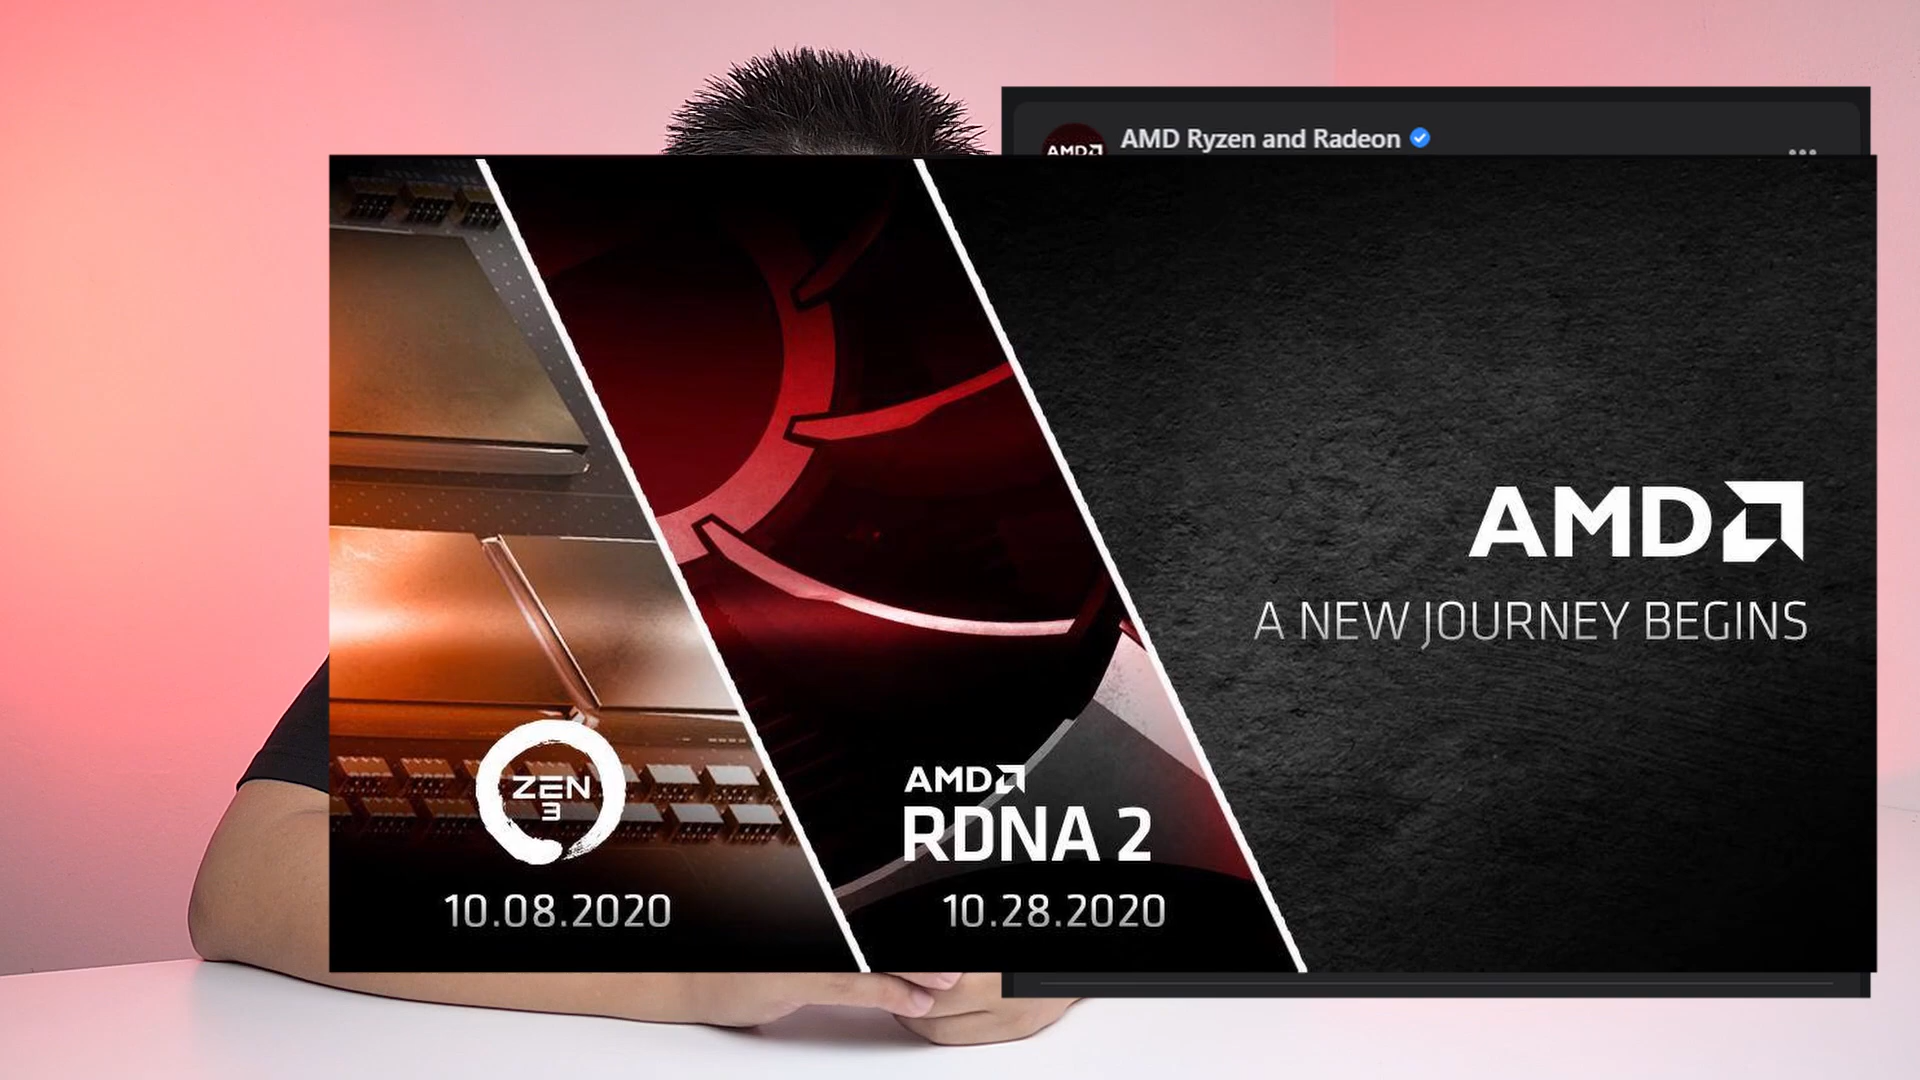 AMD Ryzen and Radeon
AMD
AMD
A NEW JOURNEY BEGINS
ZEN
3
10.08.2020
AMD
RDNA 2
10.28.2020